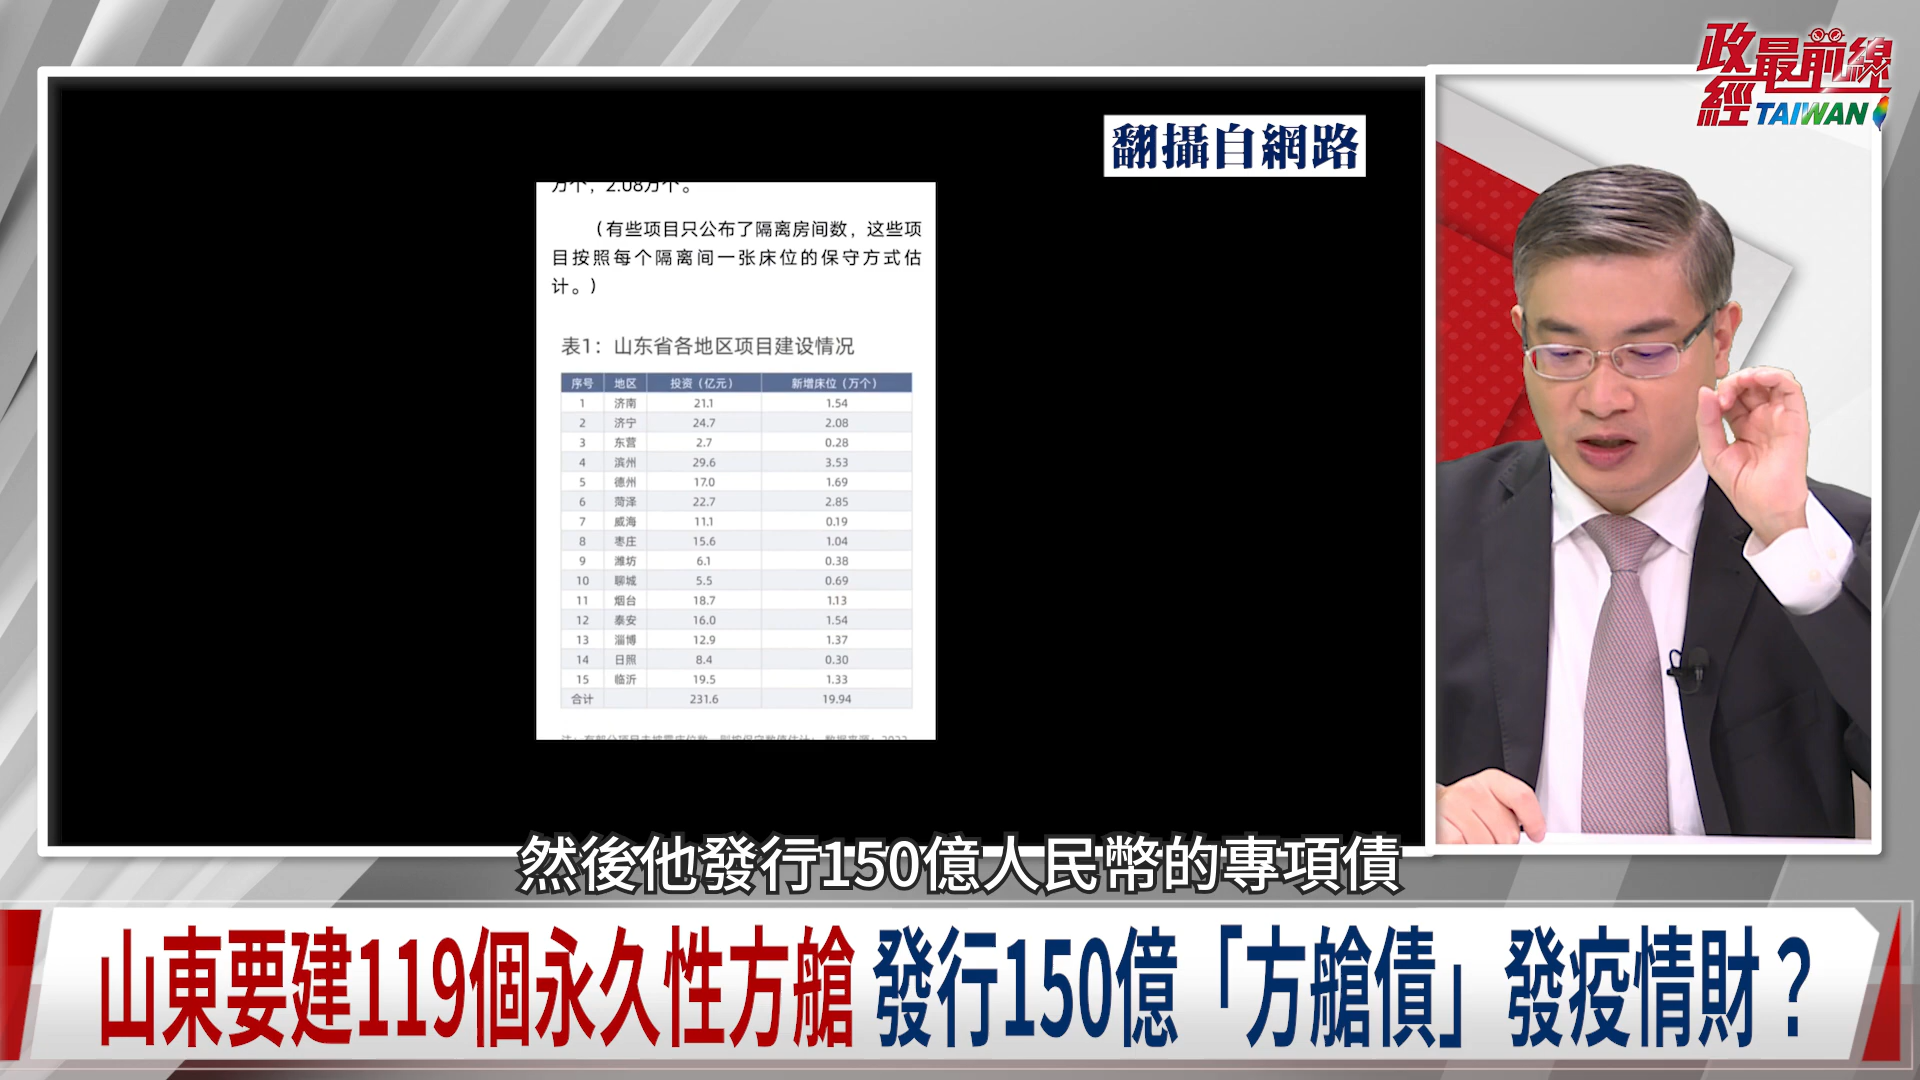 政經最前線
TAIWAN
翻攝自網路
万个，2.08万个。
（有些项目只公布了隔离房间数，这些项
目按照每个隔离间一张床位的保守方式估
计。）
表1：山东省各地区项目建设情况
序号 地区 投资（亿元） 新增床位（万个）
1 济南 21.1 1.54
2 济宁 24.7 2.08
3 东营 2.7 0.28
4 滨州 29.6 3.53
5 德州 17.0 1.69
6 菏泽 22.7 2.85
7 威海 11.1 0.19
8 枣庄 15.6 1.04
9 潍坊 6.1 0.38
10 聊城 5.5 0.69
11 烟台 18.7 1.13
12 泰安 16.0 1.54
13 淄博 12.9 1.37
14 日照 8.4 0.30
15 临沂 19.5 1.33
合计 231.6 19.94
然後他發行150億人民幣的專項債
山東要建119個永久性方艙 發行150億「方艙債」發疫情財？